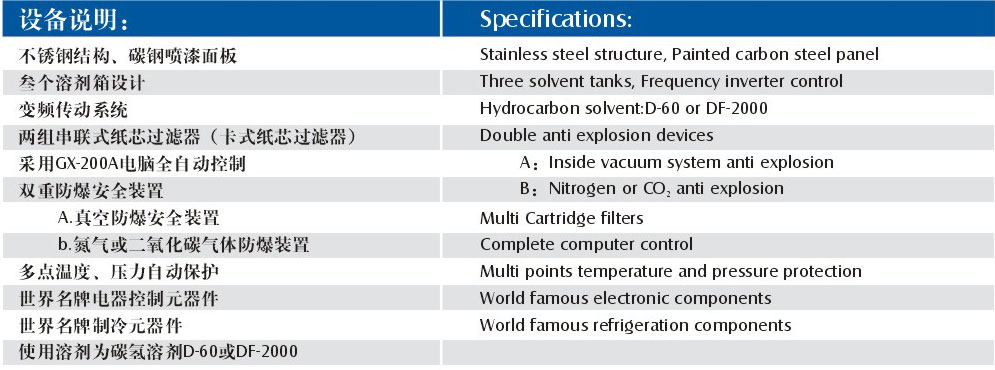 设备说明：
Specifications:
不锈钢结构、碳钢喷漆面板
Stainless steel structure, Painted carbon steel panel
叁个溶剂箱设计
Three solvent tanks, Frequency inverter control
变频传动系统
Hydrocarbon solvent:D-60 or DF-2000
两组串联式纸芯过滤器（卡式纸芯过滤器）
Double anti explosion devices
采用GX-200A电脑全自动控制
A：Inside vacuum system anti explosion
双重防爆安全装置
B：Nitrogen or CO₂ anti explosion
A.真空防爆安全装置
Multi Cartridge filters
b.氮气或二氧化碳气体防爆装置
Complete computer control
多点温度、压力自动保护
Multi points temperature and pressure protection
世界名牌电器控制元器件
World famous electronic components
世界名牌制冷元器件
World famous refrigeration components
使用溶剂为碳氢溶剂D-60或DF-2000